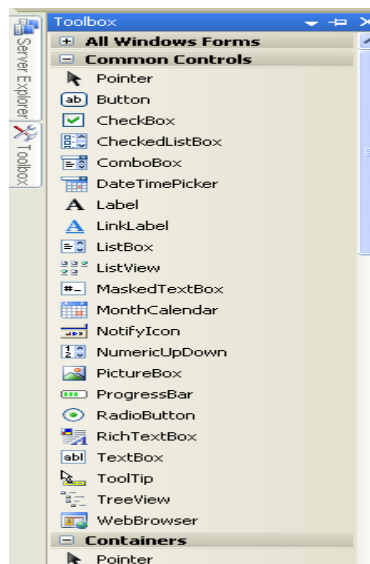 Toolbox
Server Explorer
Toolbox
All Windows Forms
Common Controls
Pointer
Button
CheckBox
CheckedListBox
ComboBox
DateTimePicker
Label
LinkLabel
ListBox
ListView
MaskedTextBox
MonthCalendar
NotifyIcon
NumericUpDown
PictureBox
ProgressBar
RadioButton
RichTextBox
TextBox
ToolTip
TreeView
WebBrowser
Containers
Pointer